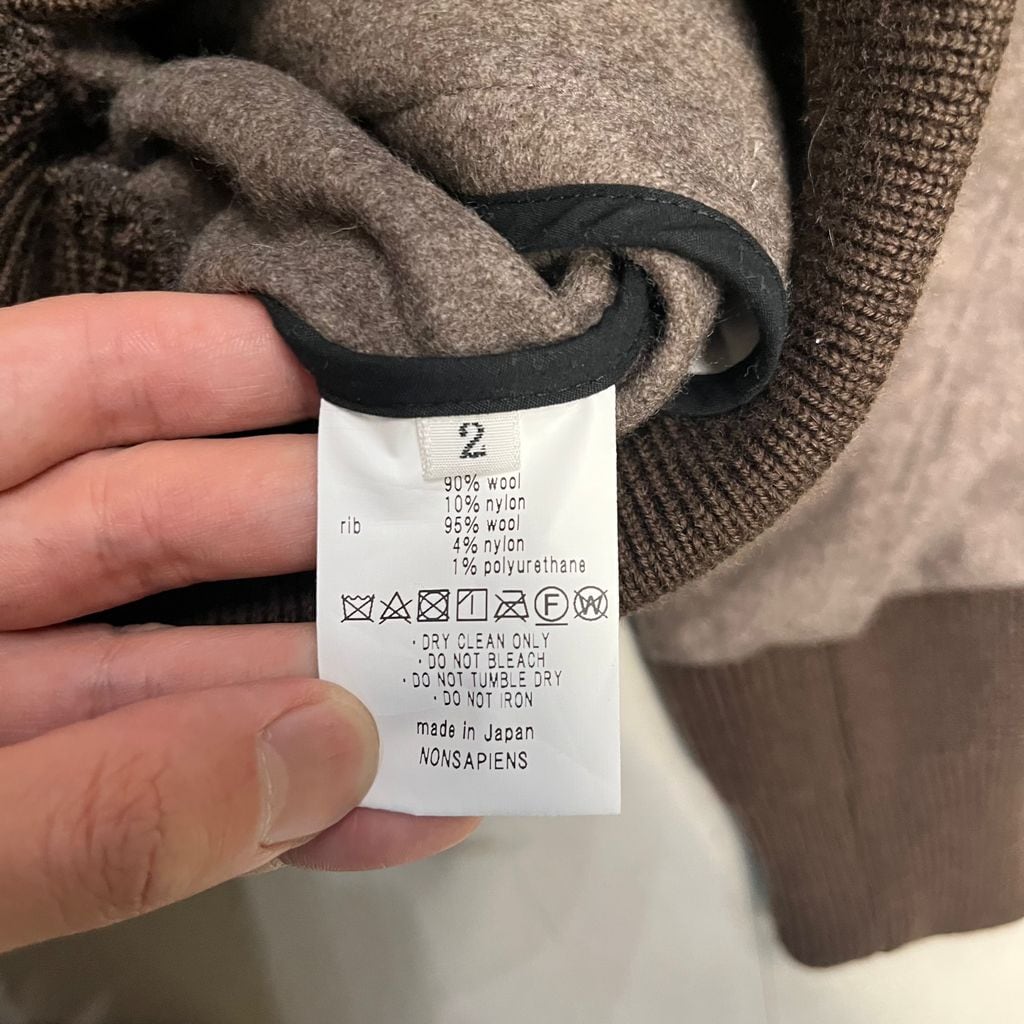 2
90% wool
10% nylon
rib 95% wool
4% nylon
1% polyurethane
F W
· DRY CLEAN ONLY
· DO NOT BLEACH
· DO NOT TUMBLE DRY
· DO NOT IRON
made in Japan
NONSAPIENS